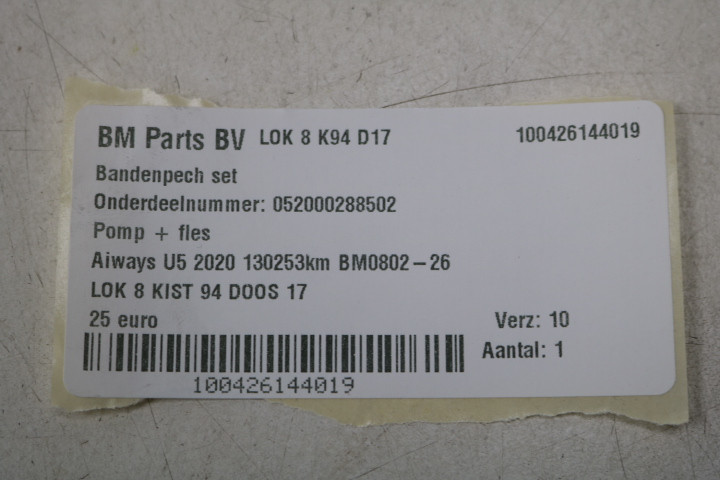 BM Parts BV LOK 8 K94 D17 100426144019
Bandenpech set
Onderdeelnummer: 052000288502
Pomp + fles
Aiways U5 2020 130253km BM0802-26
LOK 8 KIST 94 DOOS 17
25 euro Verz: 10
Aantal: 1
100426144019